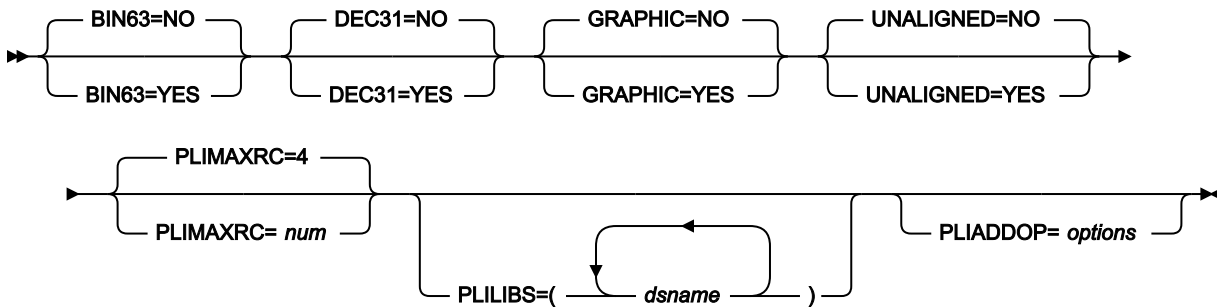 BIN63=NO DEC31=NO GRAPHIC=NO UNALIGNED=NO
BIN63=YES DEC31=YES GRAPHIC=YES UNALIGNED=YES
PLIMAXRC=4
PLIMAXRC= num PLIADDOP= options
PLILIBS=( dsname )